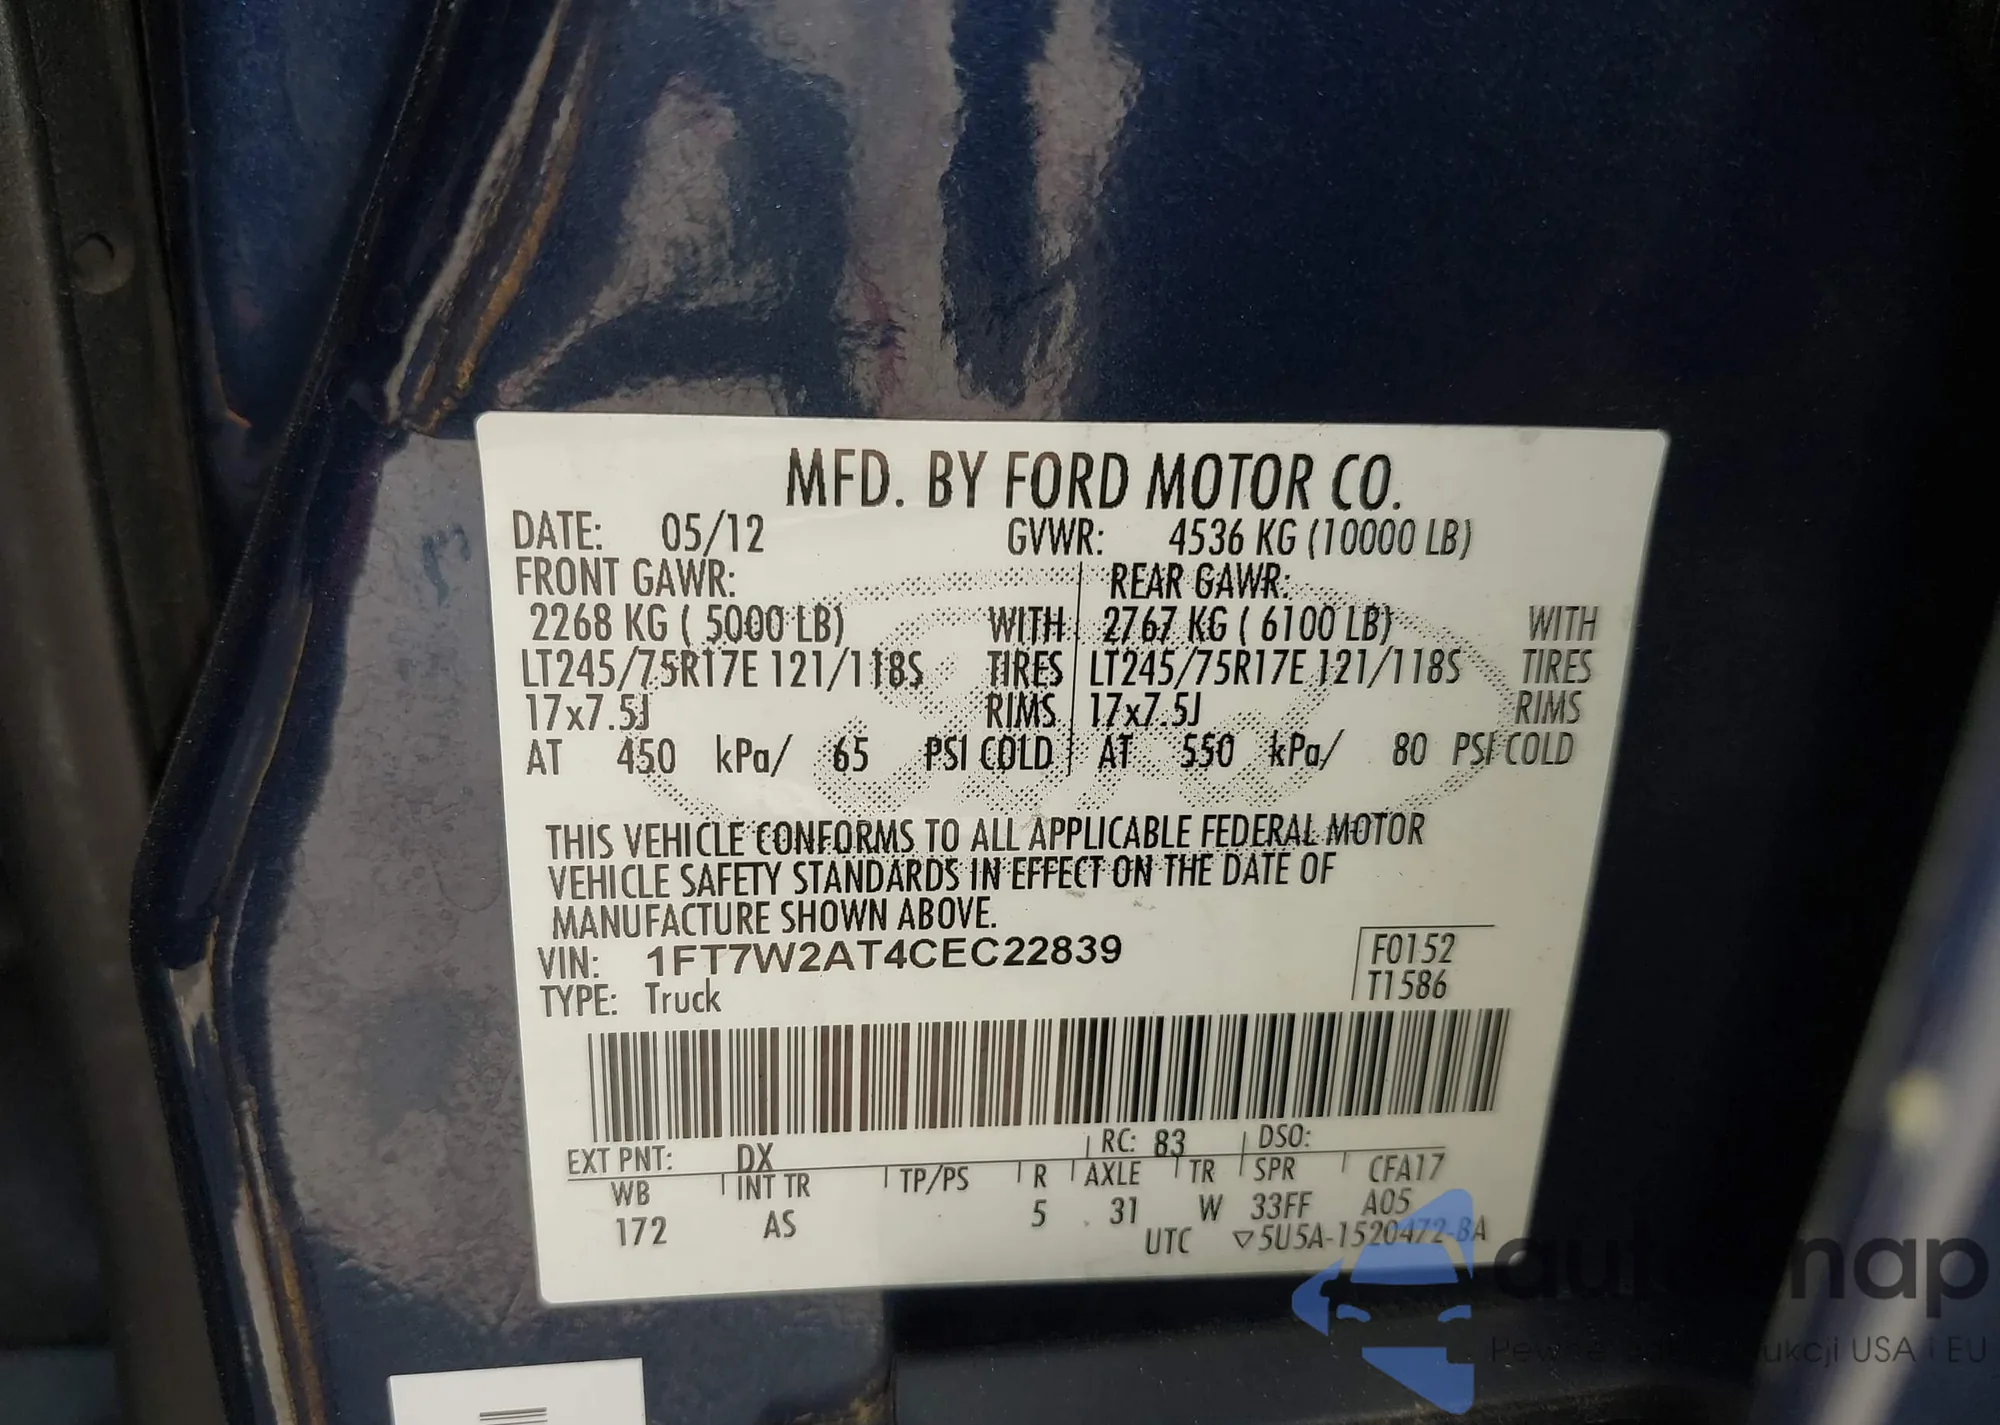 MFD. BY FORD MOTOR CO.
DATE: 05/12 GVWR: 4536 KG (10000 LB)
FRONT GAWR: REAR GAWR:
2268 KG ( 5000 LB) WITH 2767 KG ( 6100 LB) WITH
LT245/75R17E 121/118S TIRES LT245/75R17E 121/118S TIRES
17x7.5J RIMS 17x7.5J RIMS
AT 450 kPa/ 65 PSI COLD AT 550 kPa/ 80 PSI COLD
THIS VEHICLE CONFORMS TO ALL APPLICABLE FEDERAL MOTOR
VEHICLE SAFETY STANDARDS IN EFFECT ON THE DATE OF
MANUFACTURE SHOWN ABOVE.
VIN: 1FT7W2AT4CEC22839 F0152
TYPE: Truck T1586
EXT PNT: DX RC: 83 DSO:
WB INT TR TP/PS R AXLE TR SPR CFA17
172 AS 5 31 W 33FF A05
UTC ▽5U5A-1520472-BA
USA i EU